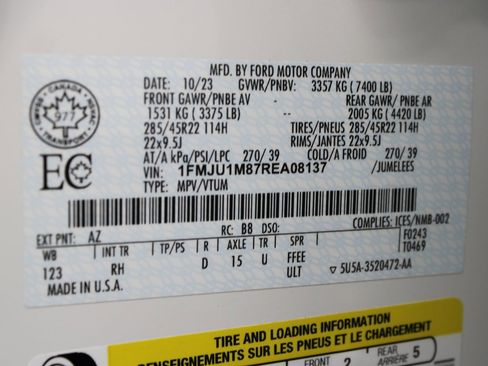 MFD. BY FORD MOTOR COMPANY
DATE: 10/23 GVWR/PNBV: 3357 KG ( 7400 LB)
FRONT GAWR/PNBE AV REAR GAWR/ PNBE AR
1531 KG ( 3375 LB) 2005 KG ( 4420 LB)
285/45R22 114H TIRES/PNEUS 285/45R22 114H
22x9.5J RIMS/JANTES 22x9.5J
AT/A kPa/PSI/LPC 270/ 39 COLD/A FROID 270/ 39
VIN: 1FMJU1M87REA08137 /JUMELEES
TYPE: MPV/VTUM
CANADA
977
TRANSPORT
EC
EXT PNT: AZ RC: B8 DSO: COMPLIES: ICES/NMB-002
WB INT TR TP/PS R AXLE TR SPR F0243
123 RH D 15 U FFEE T0469
ULT ▽ 5U5A-3520472-AA
MADE IN U.S.A.
TIRE AND LOADING INFORMATION
RENSEIGNEMENTS SUR LES PNEUS ET LE CHARGEMENT
FRONT 2 REAR 5
ARRIÈRE